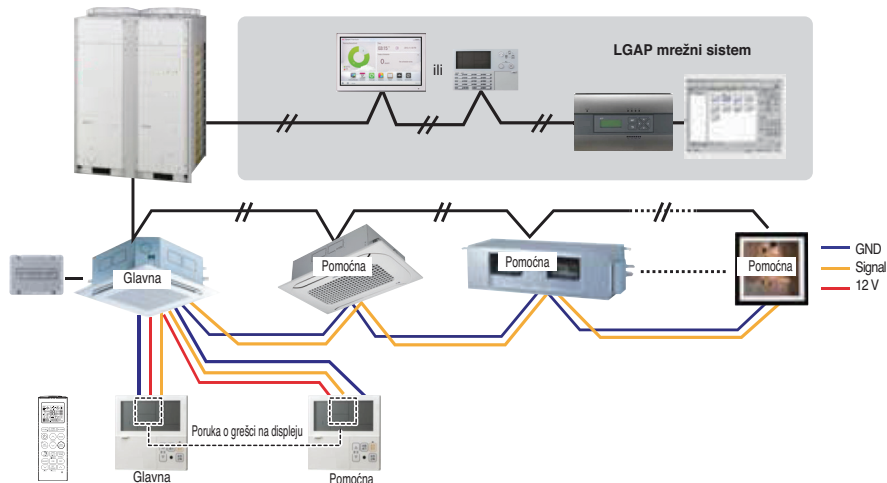 LGAP mrežni sistem
ili
Glavna
Pomoćna
Pomoćna
Pomoćna
GND
Signal
12 V
Poruka o grešci na displeju
Glavna
Pomoćna